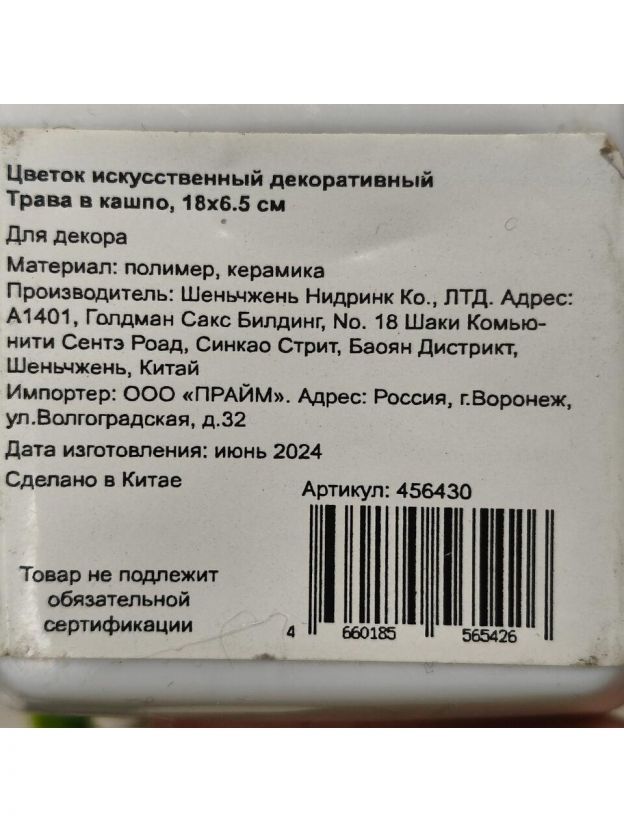 Цветок искусственный декоративный
Трава в кашпо, 18х6.5 см
Для декора
Материал: полимер, керамика
Производитель: Шеньчжень Нидринк Ко., ЛТД. Адрес:
А1401, Голдман Сакс Билдинг, No. 18 Шаки Комью-
нити Сентэ Роад, Синкао Стрит, Баоян Дистрикт,
Шеньчжень, Китай
Импортер: ООО «ПРАЙМ». Адрес: Россия, г.Воронеж,
ул.Волгоградская, д.32
Дата изготовления: июнь 2024
Сделано в Китае
Артикул: 456430
Товар не подлежит
обязательной
сертификации
4 660185 565426